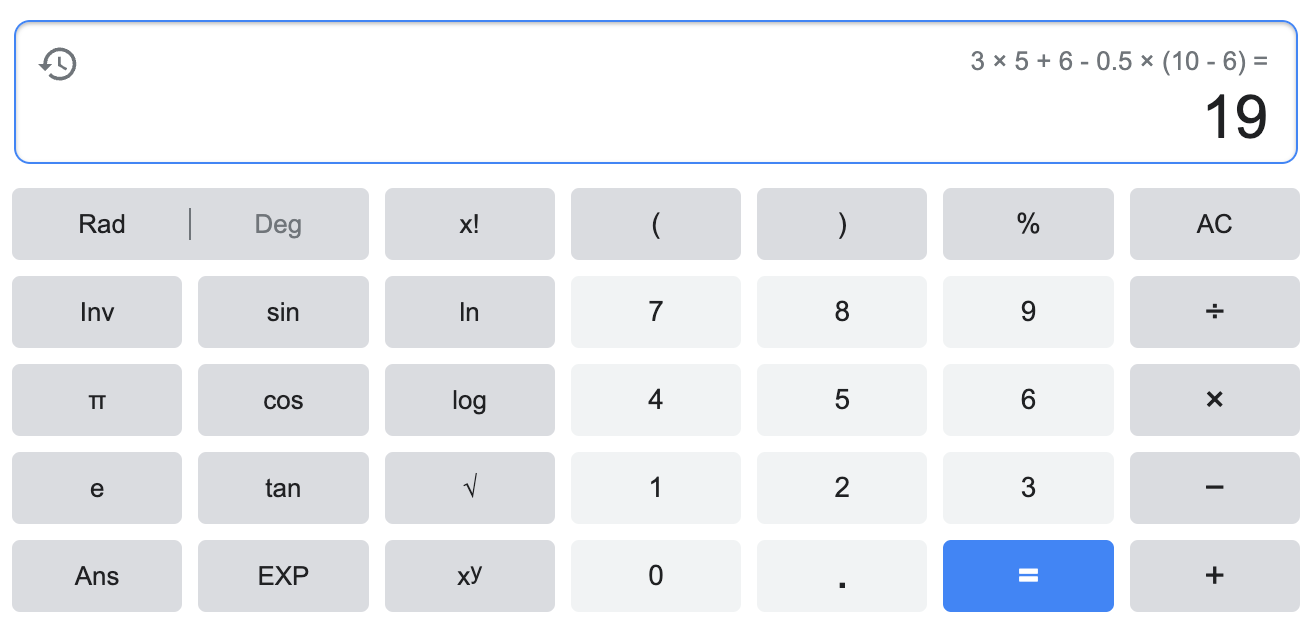 3 × 5 + 6 - 0.5 × (10 - 6) =
19
Rad | Deg x! ( ) % AC
Inv sin ln 7 8 9 ÷
π cos log 4 5 6 ×
e tan √ 1 2 3 −
Ans EXP xʸ 0 . = +